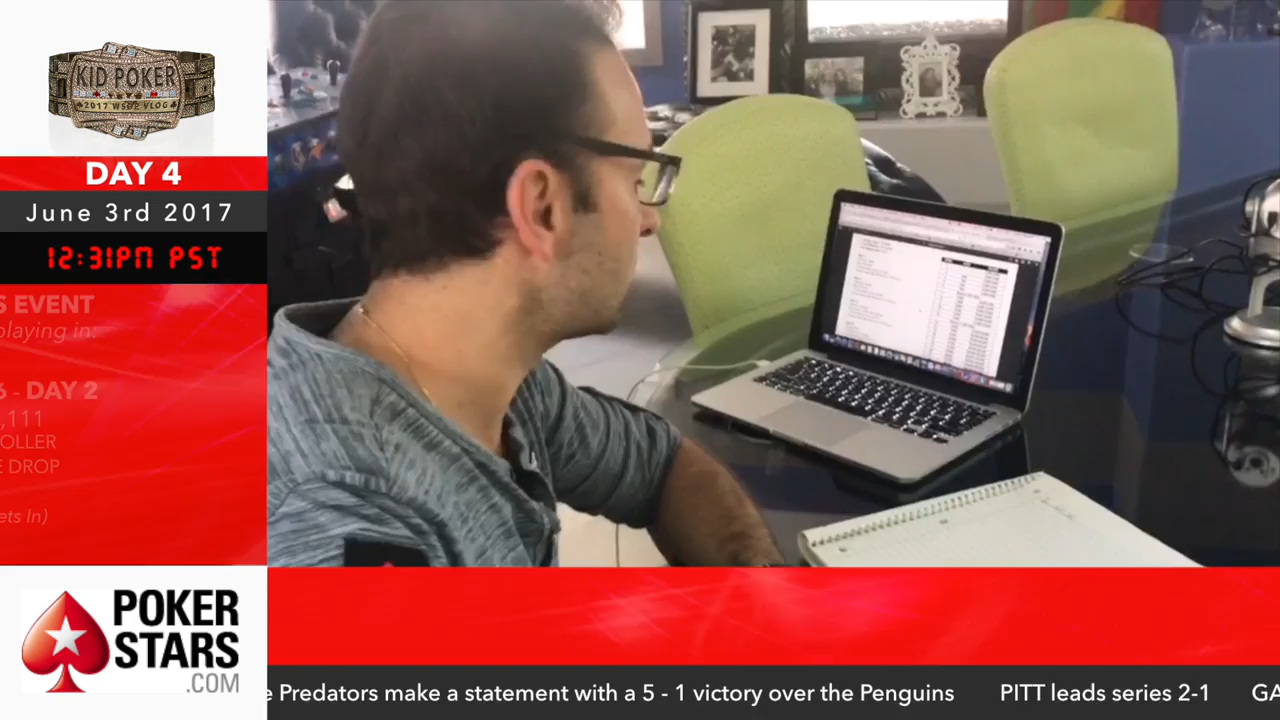 KID POKER
2017 WSOP VLOG
DAY 4
June 3rd 2017
12:31PM PST
S EVENT
playing in:
6 - DAY 2
,111
OLLER
E DROP
ets In)
POKER
STARS
.COM
e Predators make a statement with a 5 - 1 victory over the Penguins PITT leads series 2-1 GA